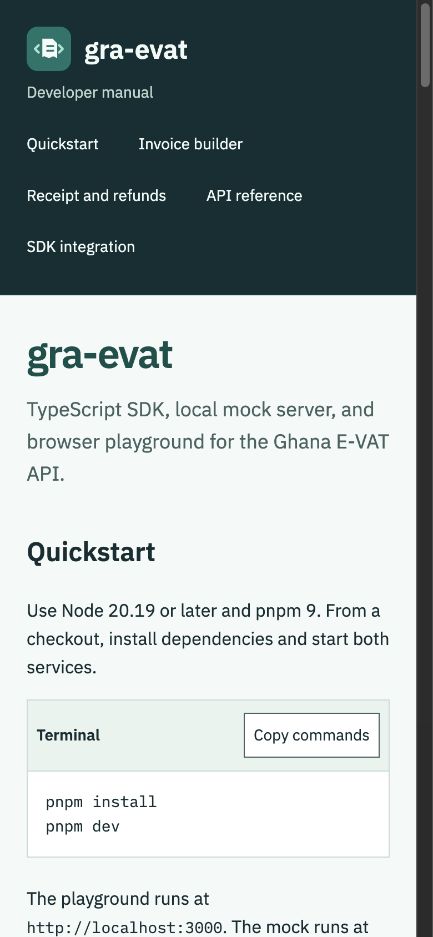 gra-evat
Developer manual
Quickstart
Invoice builder
Receipt and refunds
API reference
SDK integration
gra-evat
TypeScript SDK, local mock server, and
browser playground for the Ghana E-VAT
API.
Quickstart
Use Node 20.19 or later and pnpm 9. From a
checkout, install dependencies and start both
services.
Terminal
Copy commands
pnpm install
pnpm dev
The playground runs at
http://localhost:3000. The mock runs at